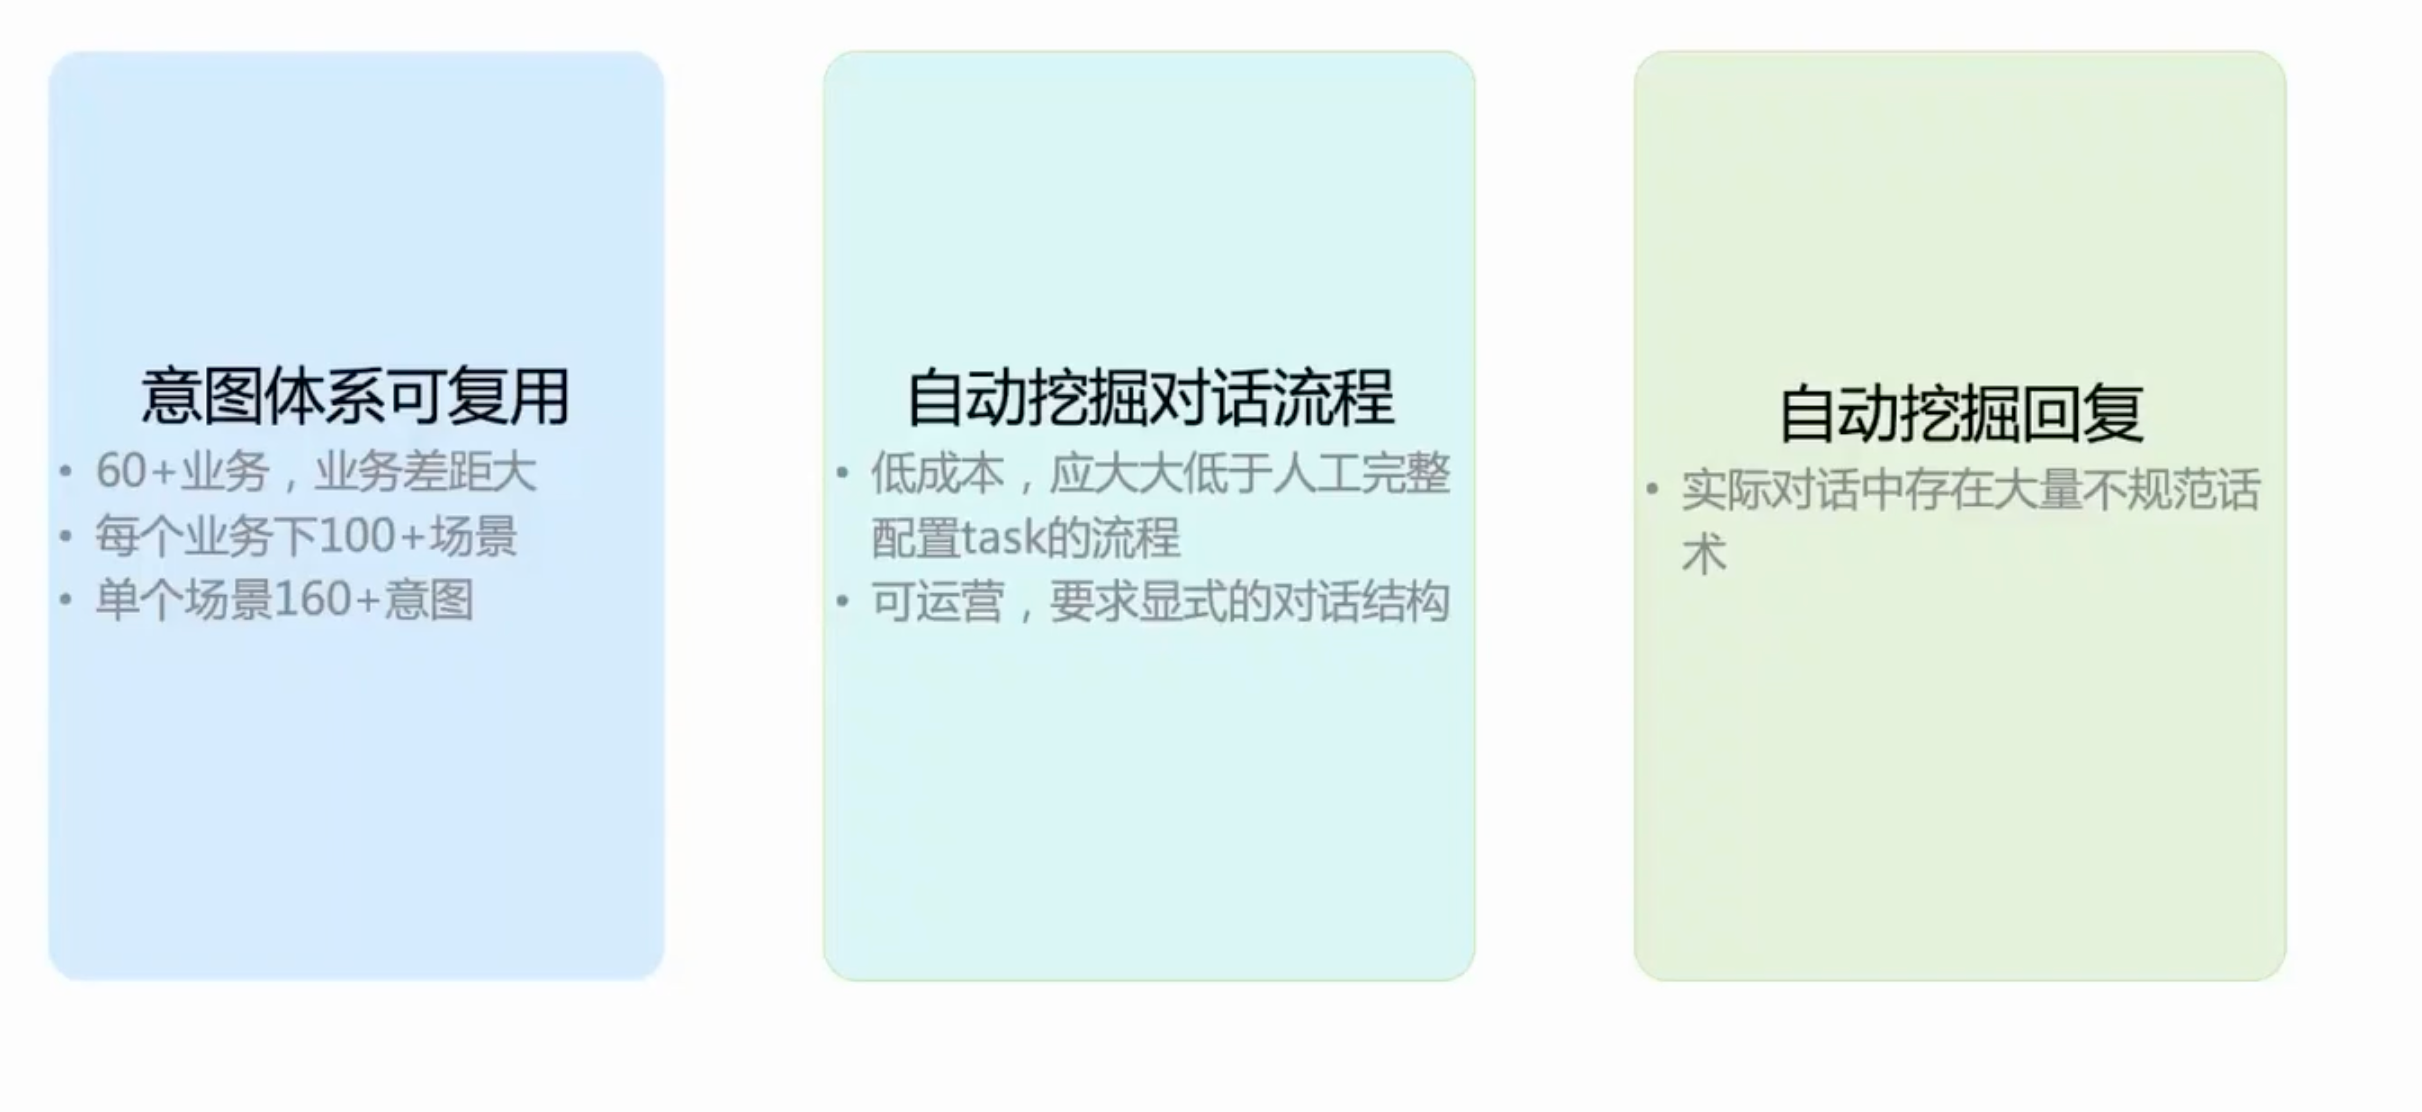 意图体系可复用
• 60+业务，业务差距大
• 每个业务下100+场景
• 单个场景160+意图
自动挖掘对话流程
• 低成本，应大大低于人工完整
配置task的流程
• 可运营，要求显式的对话结构
自动挖掘回复
• 实际对话中存在大量不规范话
术